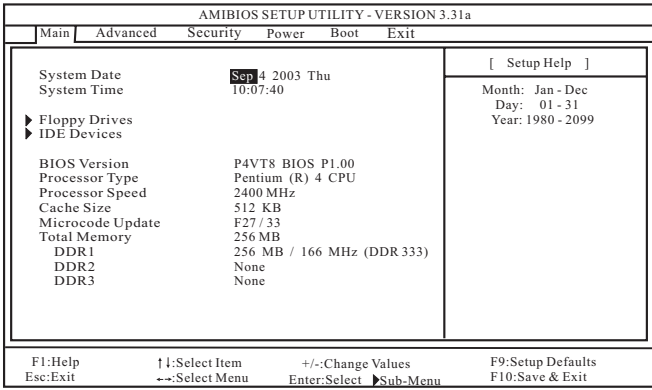 AMIBIOS SETUP UTILITY - VERSION 3.31a
Main Advanced Security Power Boot Exit
System Date Sep 4 2003 Thu
System Time 10:07:40
Floppy Drives
IDE Devices
BIOS Version P4VT8 BIOS P1.00
Processor Type Pentium (R) 4 CPU
Processor Speed 2400 MHz
Cache Size 512 KB
Microcode Update F27 / 33
Total Memory 256 MB
DDR1 256 MB / 166 MHz (DDR 333)
DDR2 None
DDR3 None
[ Setup Help ]
Month: Jan - Dec
Day: 01 - 31
Year: 1980 - 2099
F1:Help ↑↓:Select Item +/-:Change Values F9:Setup Defaults
Esc:Exit ←→:Select Menu Enter:Select ▶Sub-Menu F10:Save & Exit